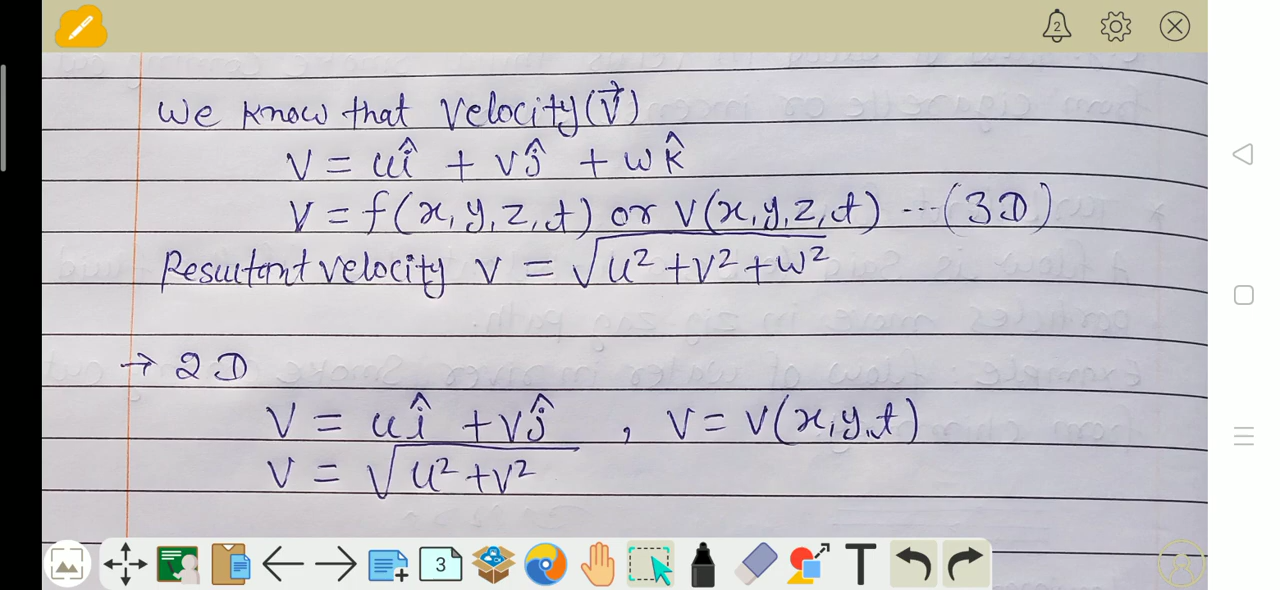 2
We know that velocity(V⃗)
V = uî + vĵ + wk̂
V = f(x,y,z,t) or V(x,y,z,t) ---(3D)
Resultant velocity V = √u² + v² + w²
→ 2D
V = uî + vĵ , V = V(x,y,t)
V = √u² + v²
3 T